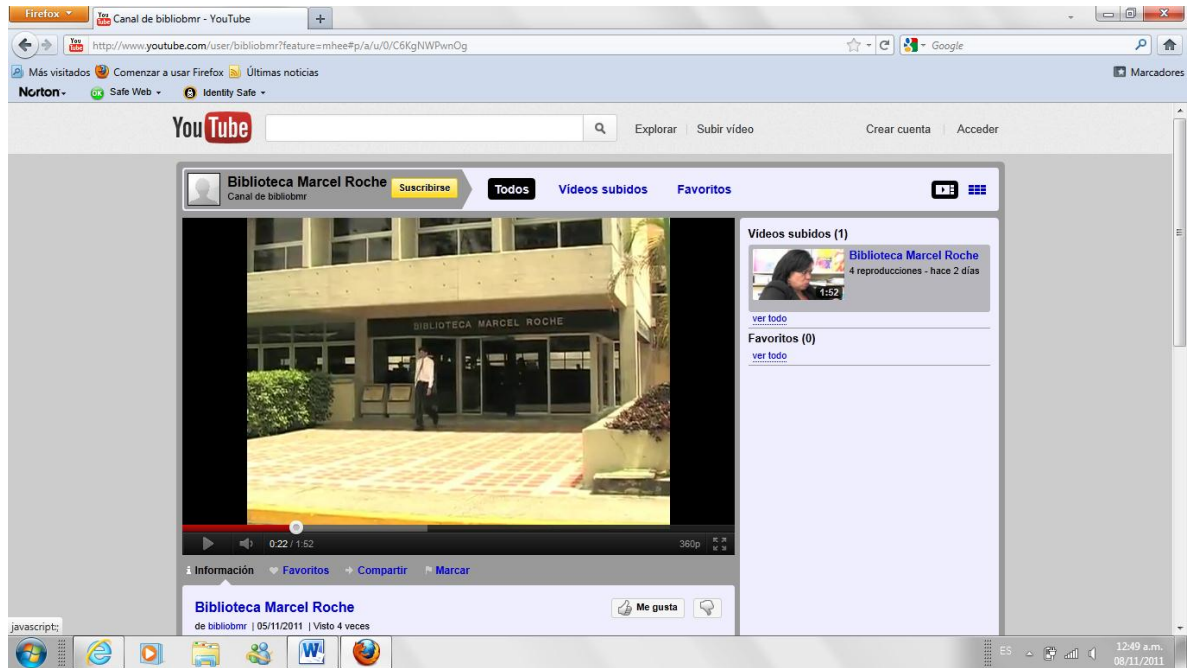 Firefox
Canal de bibliobmr - YouTube
http://www.youtube.com/user/bibliobmr?feature=mhee#p/a/u/0/C6KgNWPwnOg
Google
Más visitados Comenzar a usar Firefox Últimas noticias
Marcadores
Norton
Safe Web
Identity Safe
YouTube
Explorar
Subir vídeo
Crear cuenta
Acceder
Biblioteca Marcel Roche
Canal de bibliobmr
Suscribirse
Todos
Vídeos subidos
Favoritos
BIBLIOTECA MARCEL ROCHE
0:22 / 1:52
360p
Vídeos subidos (1)
Biblioteca Marcel Roche
4 reproducciones - hace 2 días
1:52
ver todo
Favoritos (0)
ver todo
Información
Favoritos
Compartir
Marcar
Biblioteca Marcel Roche
Me gusta
de bibliobmr | 05/11/2011 | Visto 4 veces
javascript:;
ES
12:49 a.m.
08/11/2011